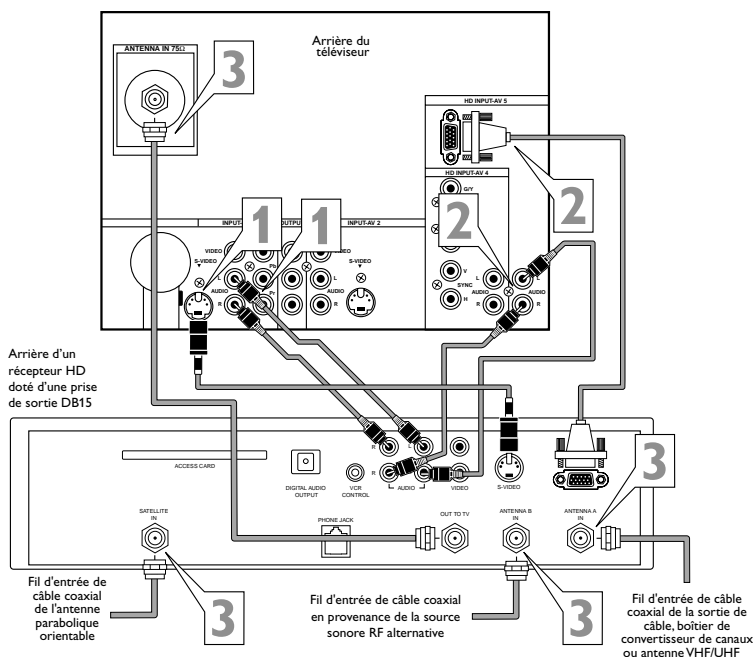 Arrière du
téléviseur
ANTENNA IN 75Ω
3
HD INPUT-AV 5
2
HD INPUT-AV 4
G/Y
2
1
1
INPUT-
OUTPUT
INPUT-AV 2
VIDEO
S-VIDEO
Pb
Pr
L
AUDIO
R
S-VIDEO
L
AUDIO
R
V
SYNC
H
L
AUDIO
R
L
AUDIO
R
Arrière d'un
récepteur HD
doté d'une prise
de sortie DB15
ACCESS CARD
DIGITAL AUDIO
OUTPUT
VCR
CONTROL
R
L
R
AUDIO
VIDEO
S-VIDEO
3
SATELLITE
IN
PHONE JACK
OUT TO TV
ANTENNA B
IN
ANTENNA A
IN
3
3
Fil d'entrée de
câble coaxial
de l'antenne
parabolique
orientable
Fil d'entrée de câble coaxial
en provenance de la source
sonore RF alternative
Fil d'entrée de câble
coaxial de la sortie de
câble, boîtier de
convertisseur de canaux
ou antenne VHF/UHF